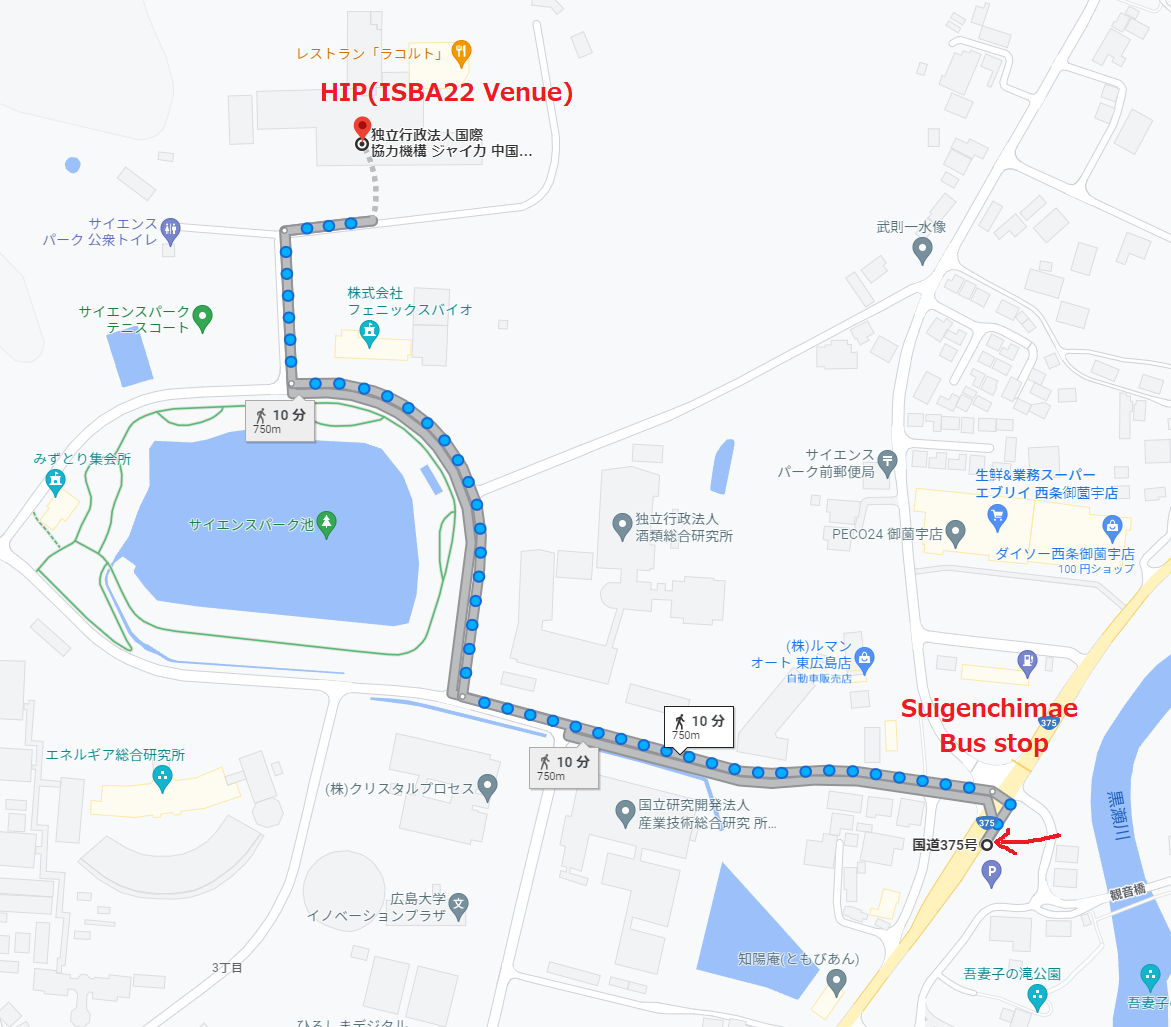 レストラン「ラコルト」
HIP(ISBA22 Venue)
独立行政法人国際
協力機構 ジャイカ 中国...
サイエンス
パーク 公衆トイレ
武則一水像
株式会社
フェニックスバイオ
サイエンスパーク
テニスコート
10 分
750m
みずとり集会所
サイエンスパーク池
サイエンス
パーク前郵便局
生鮮&業務スーパー
エブリイ 西条御薗宇店
独立行政法人
酒類総合研究所
PECO24 御薗宇店
ダイソー西条御薗宇店
100 円ショップ
(株)ルマン
オート 東広島店
自動車販売店
Suigenchimae
375
Bus stop
10 分
750m
エネルギア総合研究所
10 分
750m
(株)クリスタルプロセス
国立研究開発法人
産業技術総合研究 所...
375
国道375号
P
黒瀬川
観音橋
広島大学
イノベーションプラザ
3丁目
知陽庵(ともびあん)
吾妻子の滝公園
吾妻子
ひろしまデジタル